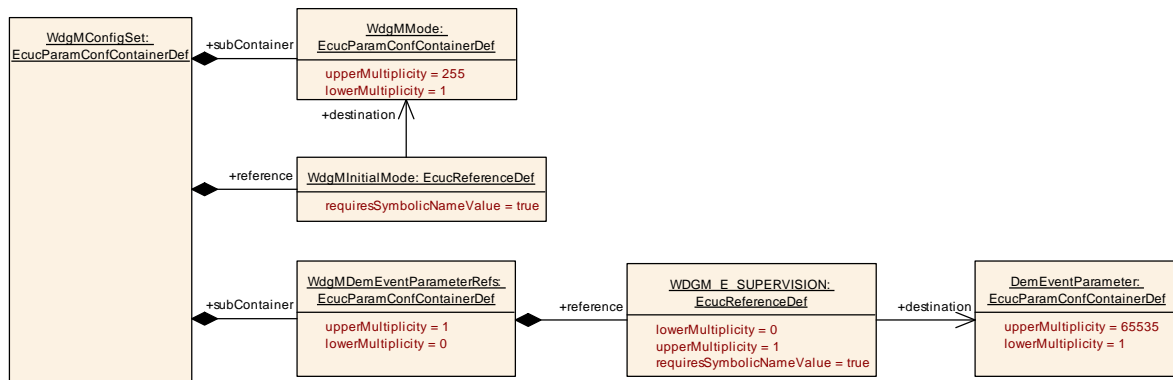 WdgMConfigSet:
EcucParamConfContainerDef
+subContainer
WdgMMode:
EcucParamConfContainerDef
upperMultiplicity = 255
lowerMultiplicity = 1
+destination
+reference
WdgMInitialMode: EcucReferenceDef
requiresSymbolicNameValue = true
+subContainer
WdgMDemEventParameterRefs:
EcucParamConfContainerDef
upperMultiplicity = 1
lowerMultiplicity = 0
+reference
WDGM_E_SUPERVISION:
EcucReferenceDef
lowerMultiplicity = 0
upperMultiplicity = 1
requiresSymbolicNameValue = true
+destination
DemEventParameter:
EcucParamConfContainerDef
upperMultiplicity = 65535
lowerMultiplicity = 1